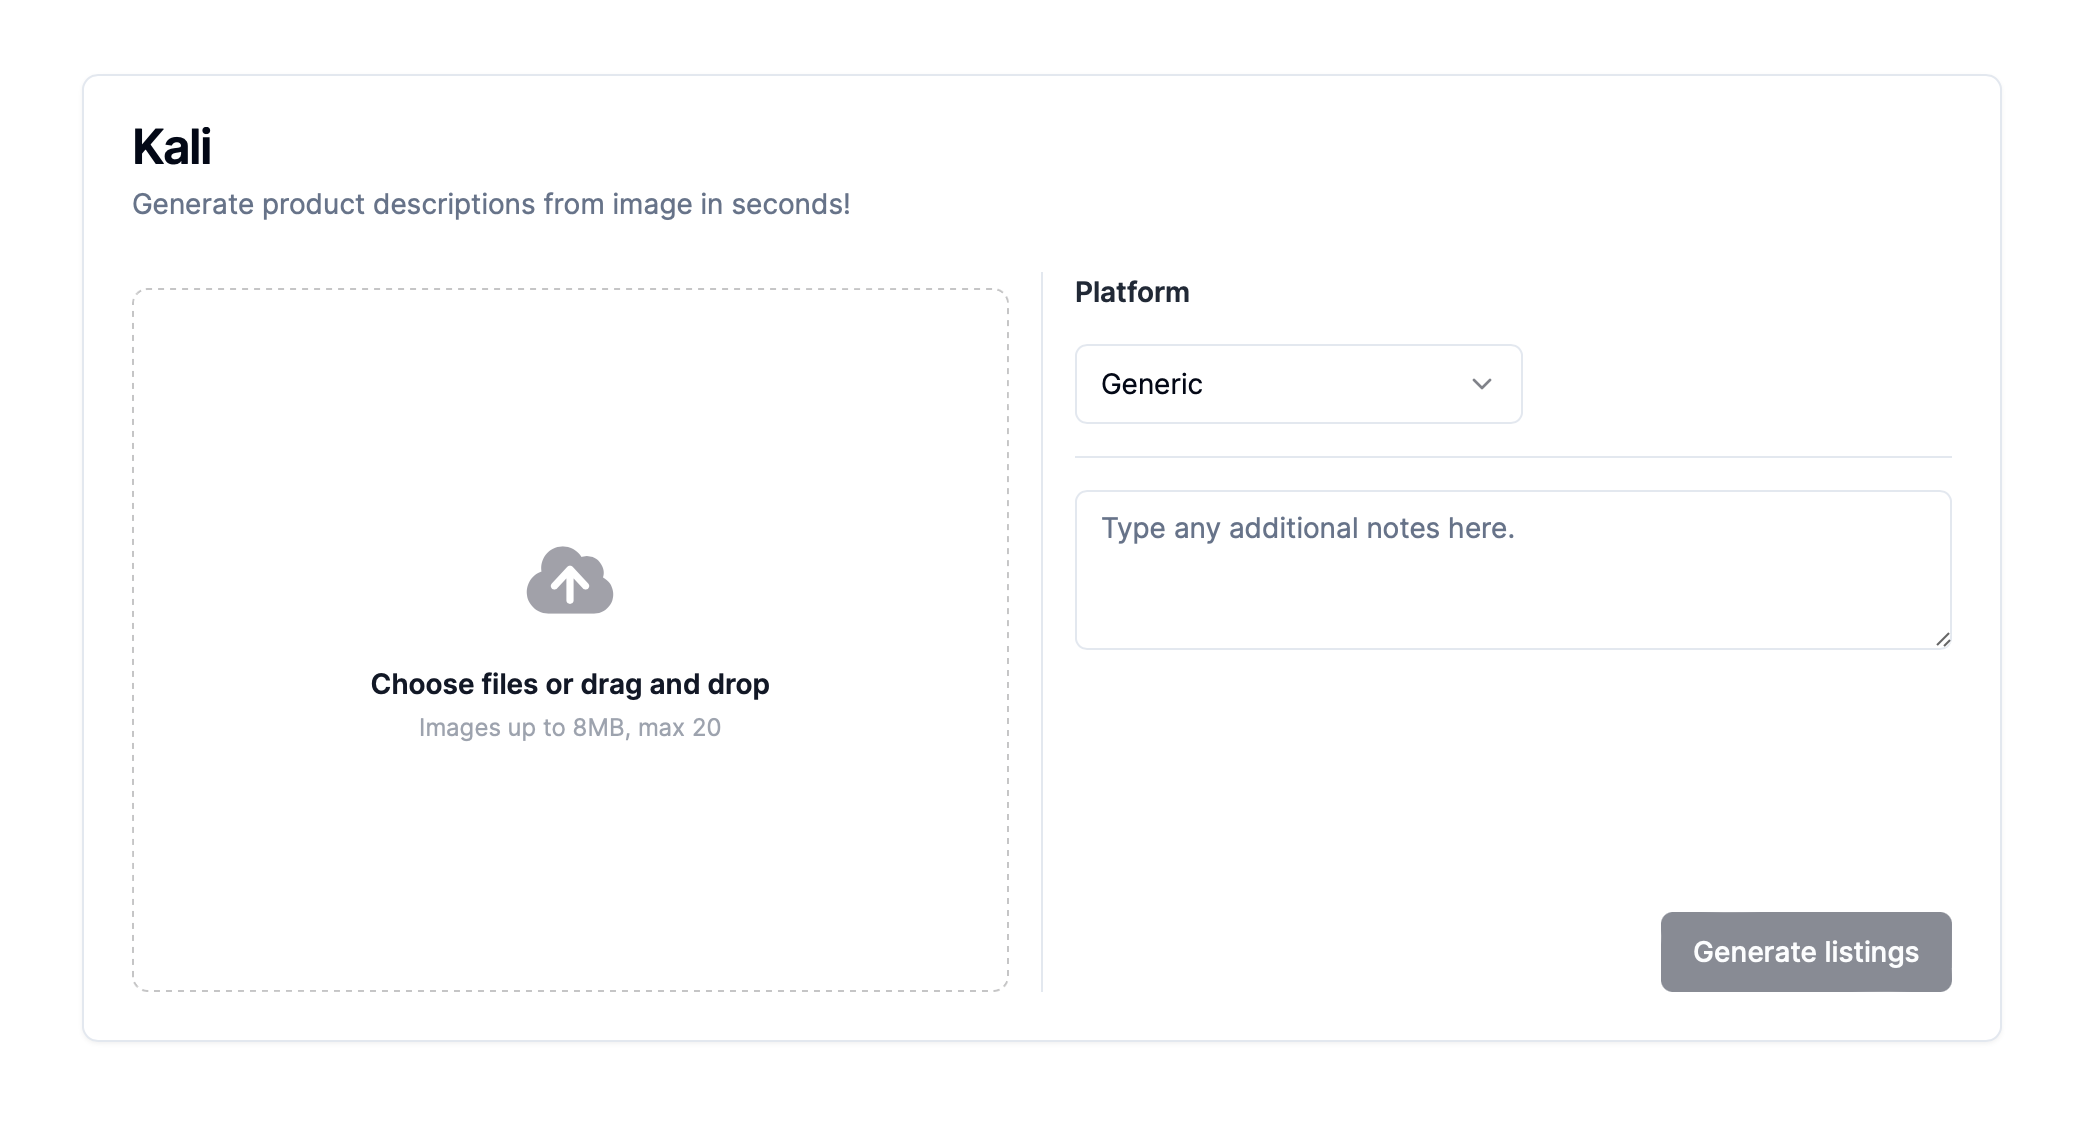 Kali
Generate product descriptions from image in seconds!
Choose files or drag and drop
Images up to 8MB, max 20
Platform
Generic
Type any additional notes here.
Generate listings